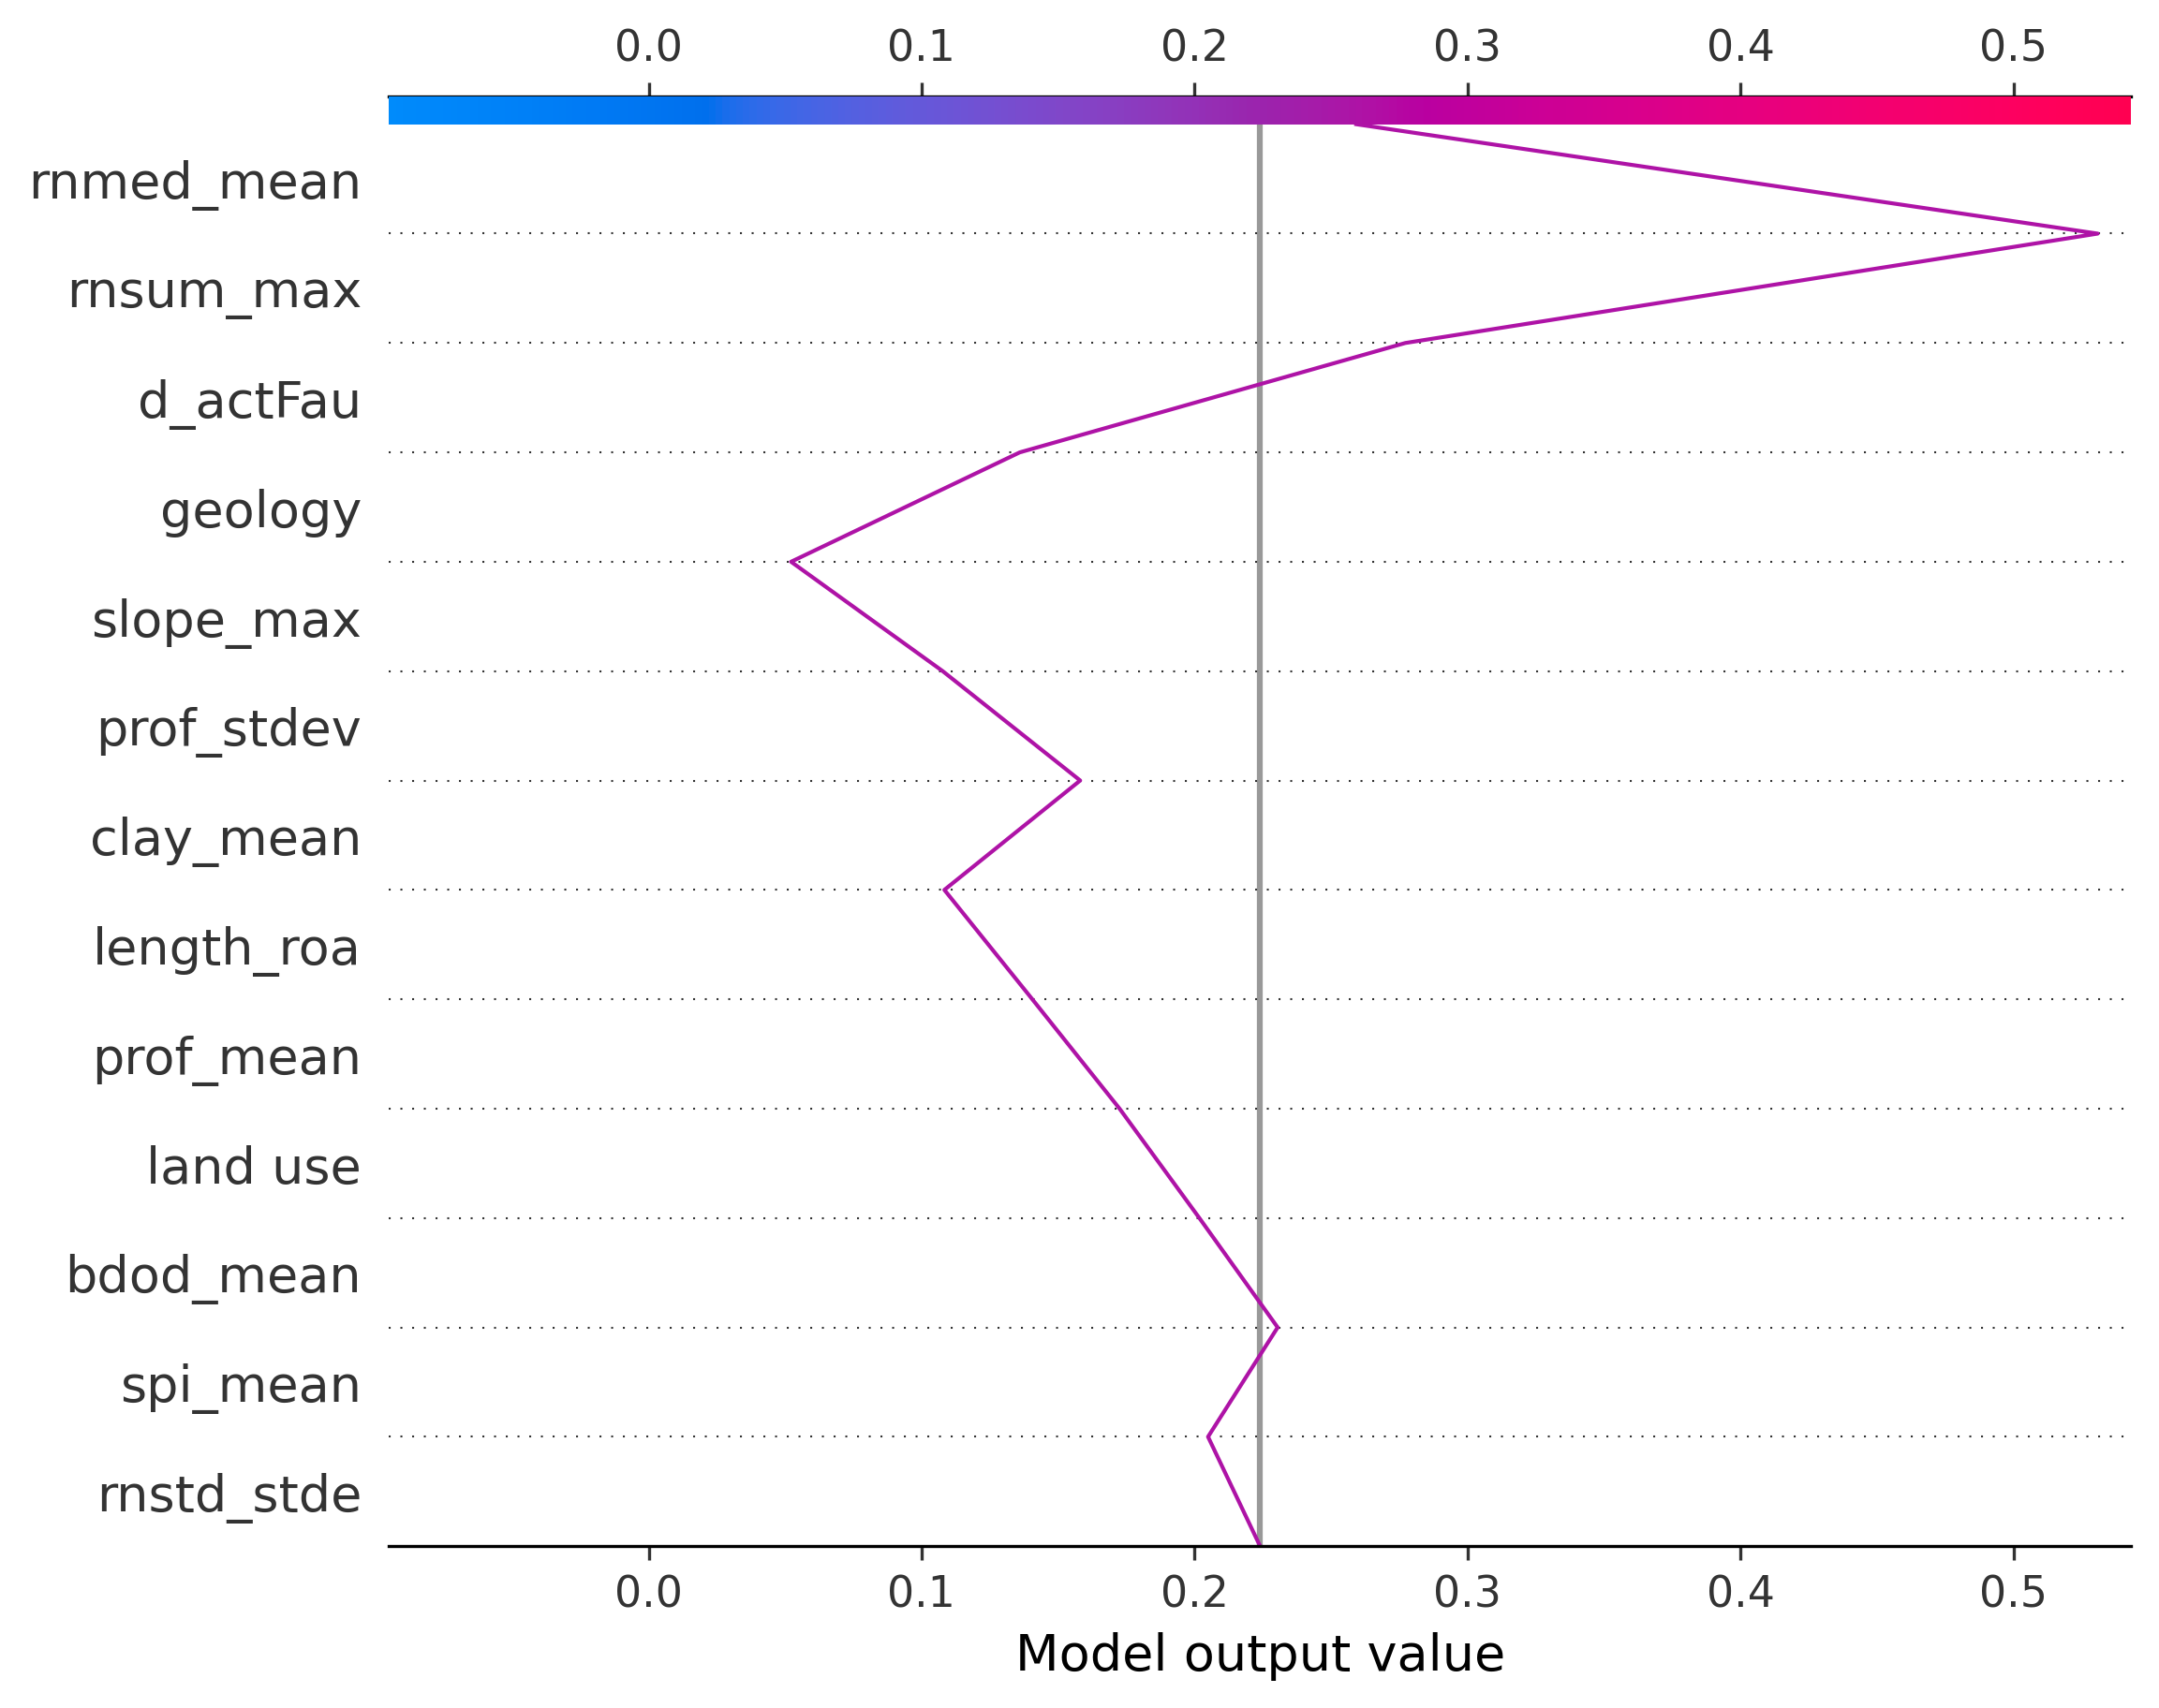 0.0 0.1 0.2 0.3 0.4 0.5
rnmed_mean
rnsum_max
d_actFau
geology
slope_max
prof_stdev
clay_mean
length_roa
prof_mean
land use
bdod_mean
spi_mean
rnstd_stde
0.0 0.1 0.2 0.3 0.4 0.5
Model output value